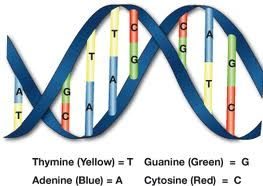 C
T
G
A
T
G
C
A
G
A
T
G
C
A
T
C
Thymine (Yellow) = T Guanine (Green) = G
Adenine (Blue) = A Cytosine (Red) = C